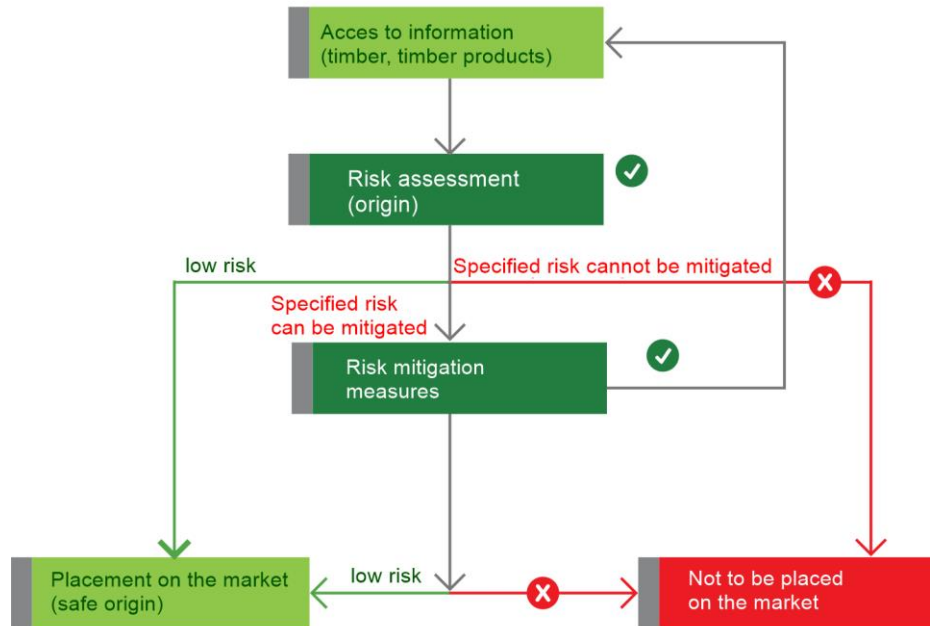 Acces to information
(timber, timber products)
Risk assessment
(origin)
low risk
Specified risk cannot be mitigated
Specified risk
can be mitigated
Risk mitigation
measures
Placement on the market
(safe origin)
low risk
Not to be placed
on the market